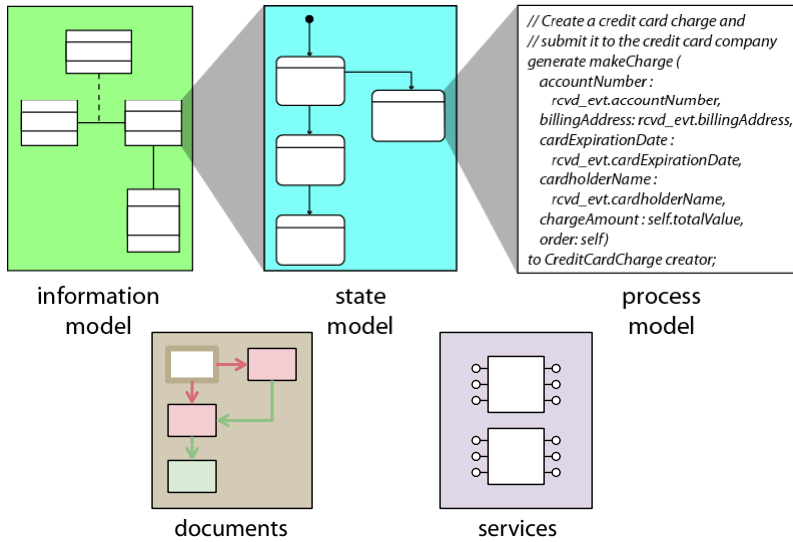 // Create a credit card charge and
// submit it to the credit card company
generate makeCharge (
accountNumber :
rcvd_evt.accountNumber,
billingAddress: rcvd_evt.billingAddress,
cardExpirationDate :
rcvd_evt.cardExpirationDate,
cardholderName :
rcvd_evt.cardholderName,
chargeAmount : self.totalValue,
order: self)
to CreditCardCharge creator;
information
model
state
model
process
model
documents
services